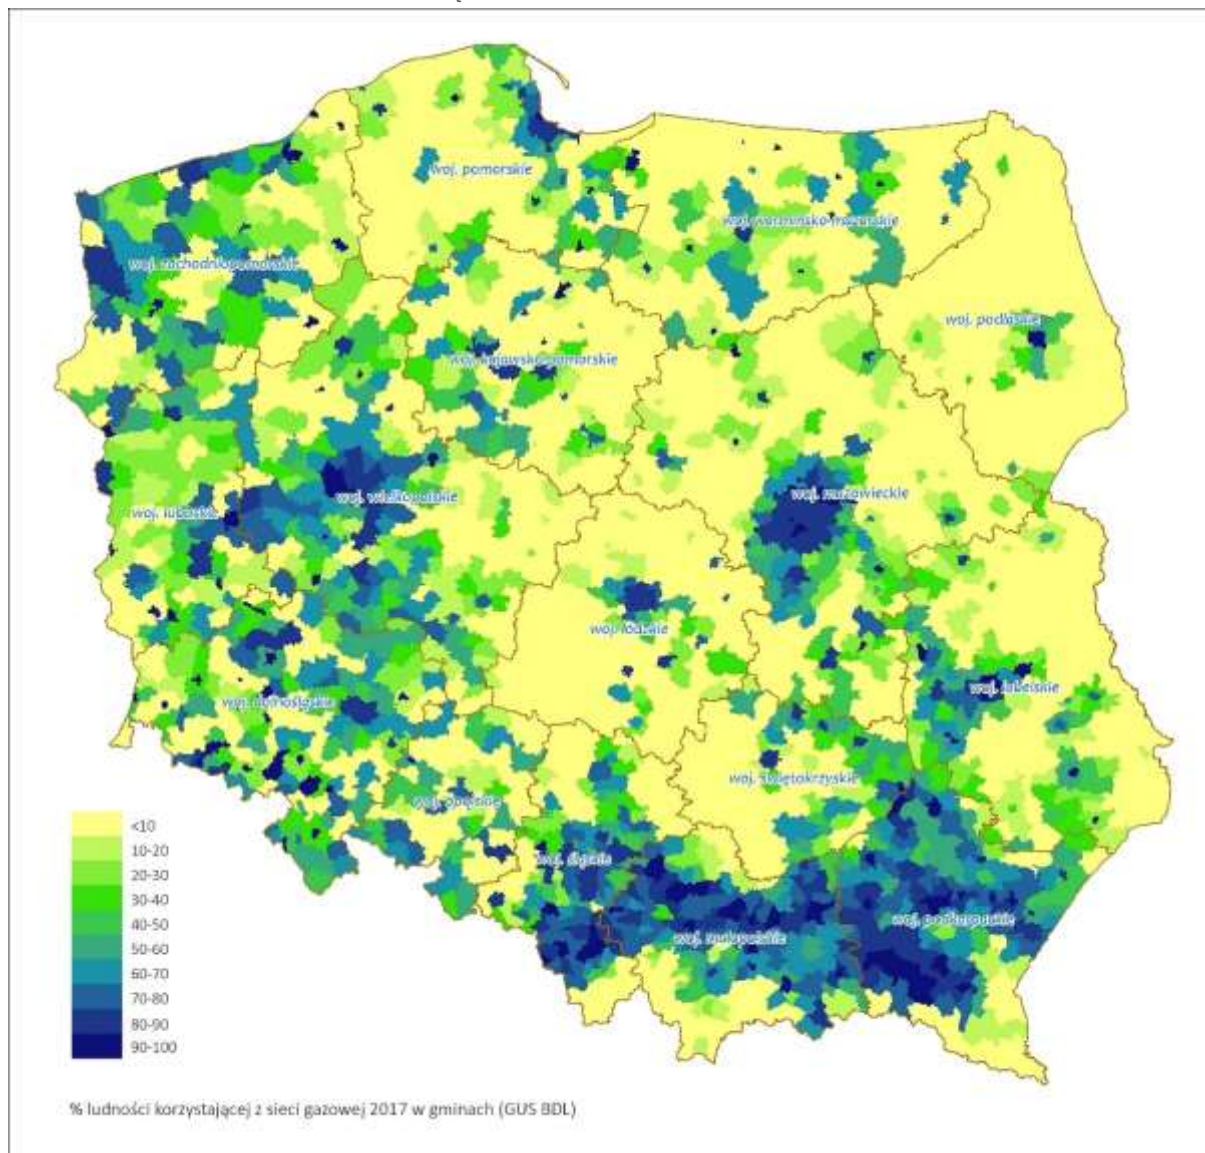 woj. pomorskie
woj. warmińsko-mazurskie
woj. zachodniopomorskie
woj. podlaskie
woj. kujawsko-pomorskie
woj. mazowieckie
woj. wielkopolskie
woj. lubuskie
woj. łódzkie
woj. lubelskie
woj. dolnośląskie
woj. świętokrzyskie
woj. opolskie
woj. śląskie
woj. podkarpackie
woj. małopolskie
<10
10-20
20-30
30-40
40-50
50-60
60-70
70-80
80-90
90-100
% ludności korzystającej z sieci gazowej 2017 w gminach (GUS BDL)